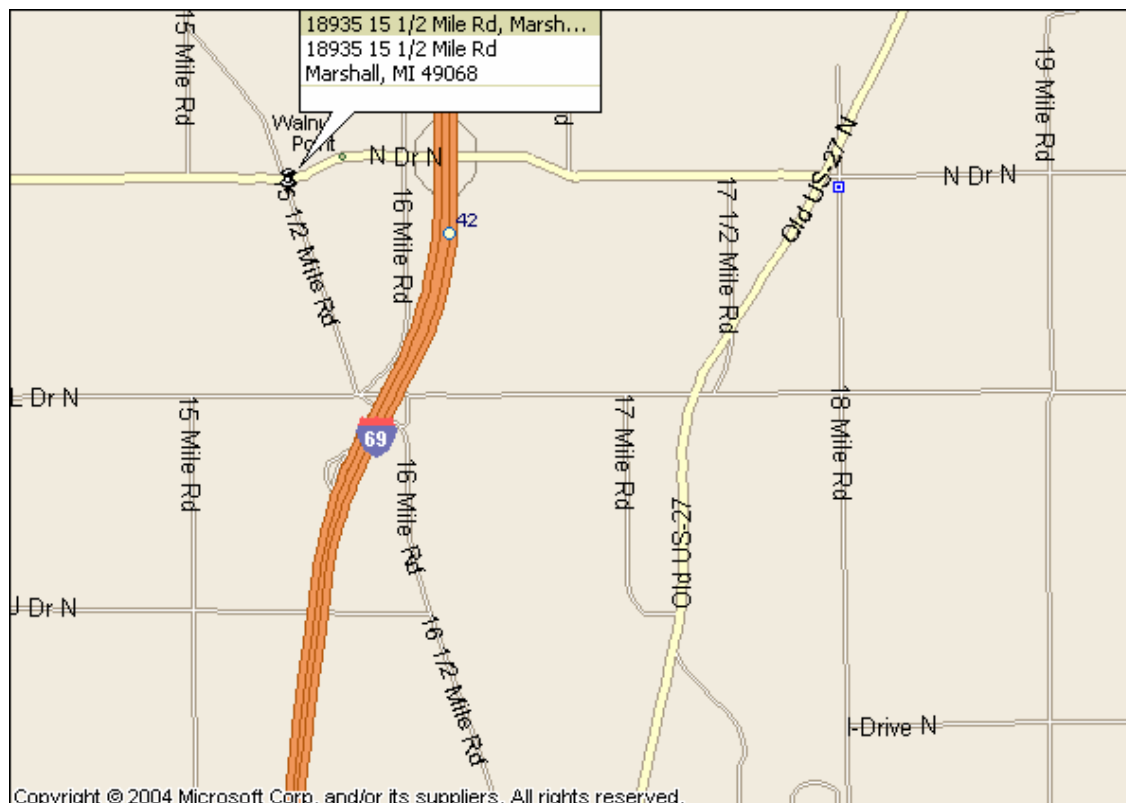 18935 15 1/2 Mile Rd, Marsh...
18935 15 1/2 Mile Rd
Marshall, MI 49068
15 Mile Rd
Point
N Dr N
15 1/2 Mile Rd
16 Mile Rd
42
17 1/2 Mile Rd
Old US-27 N
N Dr N
19 Mile Rd
L Dr N
15 Mile Rd
69
16 Mile Rd
17 Mile Rd
Old US-27
18 Mile Rd
J Dr N
16 1/2 Mile Rd
I-Drive N
Copyright © 2004 Microsoft Corp. and/or its suppliers. All rights reserved.